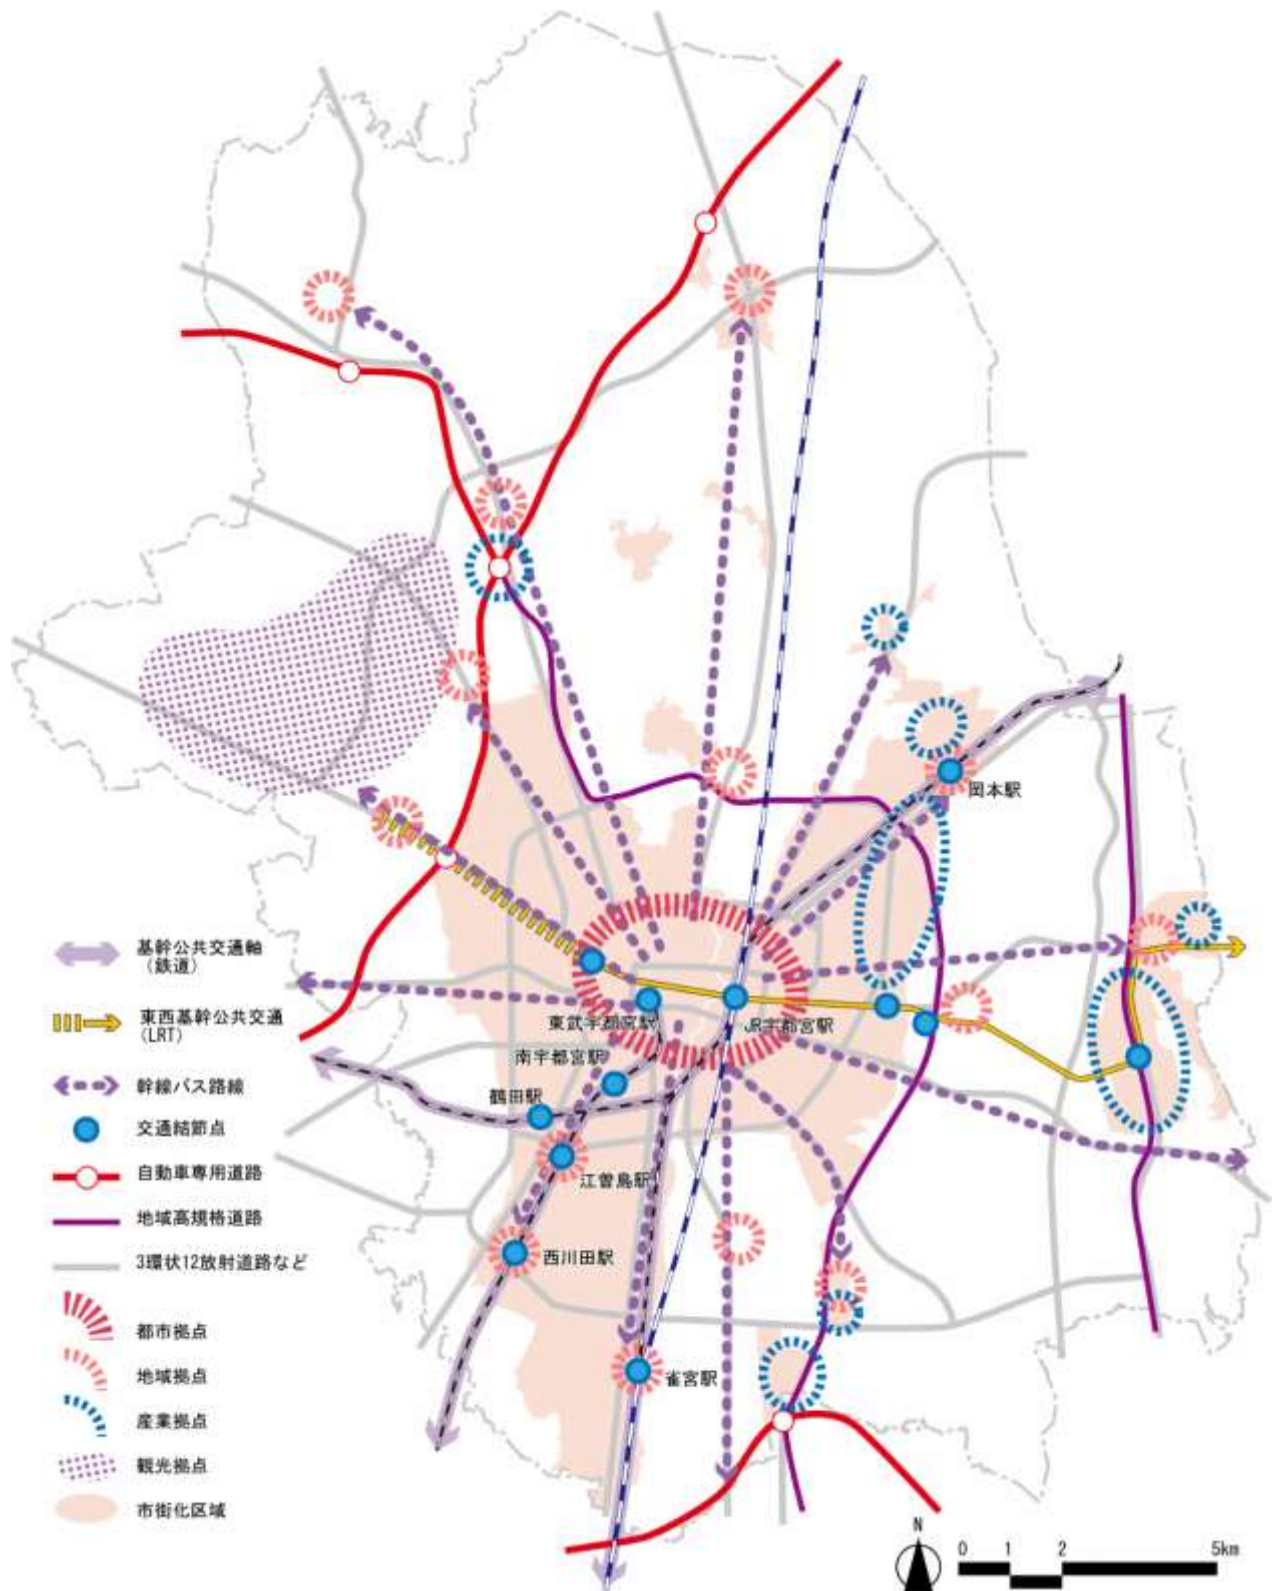 岡本駅
東武宇都宮駅
JR宇都宮駅
南宇都宮駅
鶴田駅
江曽島駅
西川田駅
雀宮駅
基幹公共交通軸
(鉄道)
東西基幹公共交通
(LRT)
幹線バス路線
交通結節点
自動車専用道路
地域高規格道路
3環状12放射道路など
都市拠点
地域拠点
産業拠点
観光拠点
市街化区域
N
0 1 2 5km